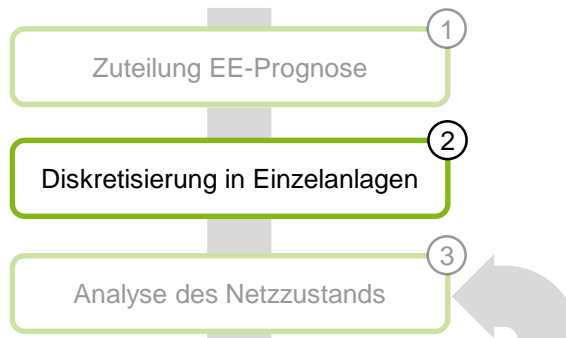 1
Zuteilung EE-Prognose
2
Diskretisierung in Einzelanlagen
3
Analyse des Netzzustands